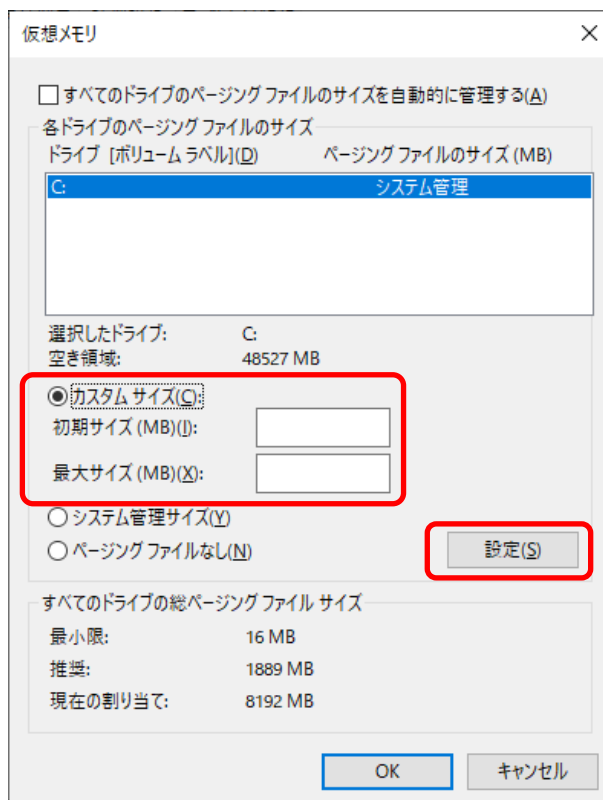 仮想メモリ
すべてのドライブのページング ファイルのサイズを自動的に管理する(A)
各ドライブのページング ファイルのサイズ
ドライブ [ボリューム ラベル](D) ページング ファイルのサイズ (MB)
C: システム管理
選択したドライブ: C:
空き領域: 48527 MB
カスタム サイズ(C):
初期サイズ (MB)(I):
最大サイズ (MB)(X):
システム管理サイズ(Y)
ページング ファイルなし(N)
設定(S)
すべてのドライブの総ページング ファイル サイズ
最小限: 16 MB
推奨: 1889 MB
現在の割り当て: 8192 MB
OK キャンセル